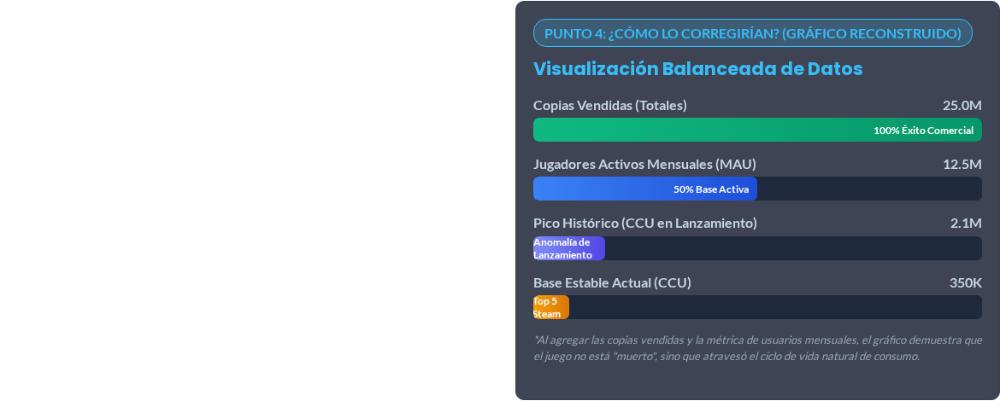 PUNTO 4: ¿CÓMO LO CORREGIRÍAN? (GRÁFICO RECONSTRUIDO)
Visualización Balanceada de Datos
Copias Vendidas (Totales) 25.0M
100% Éxito Comercial
Jugadores Activos Mensuales (MAU) 12.5M
50% Base Activa
Pico Histórico (CCU en Lanzamiento) 2.1M
Anomalía de
Lanzamiento
Base Estable Actual (CCU) 350K
Top 5
Steam
*Al agregar las copias vendidas y la métrica de usuarios mensuales, el gráfico demuestra que
el juego no está "muerto", sino que atravesó el ciclo de vida natural de consumo.